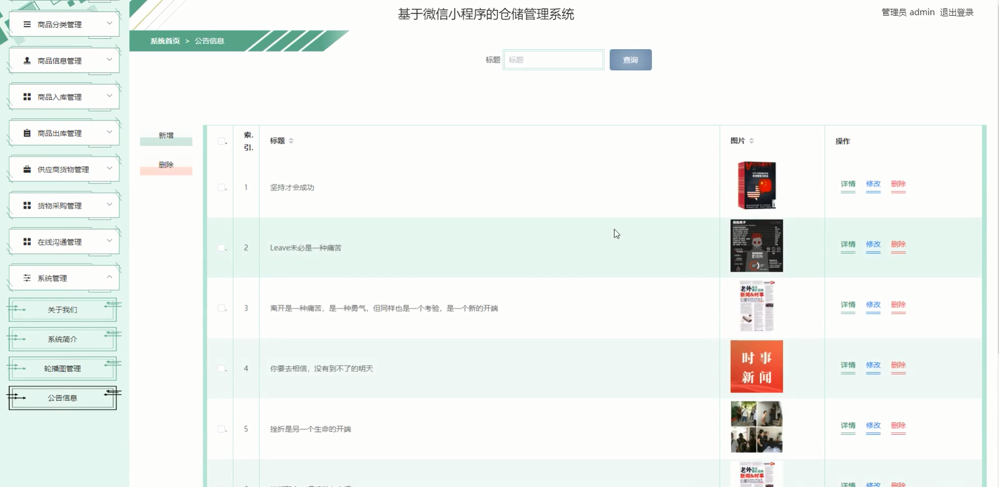 基于微信小程序的仓储管理系统
管理员 admin 退出登录
商品分类管理
商品信息管理
商品入库管理
商品出库管理
供应商货物管理
货物采购管理
在线沟通管理
系统管理
关于我们
系统简介
轮播图管理
公告信息
系统首页 > 公告信息
标题 标题 查询
新增
删除
索引 标题 图片 操作
1 坚持才会成功 详情 修改 删除
2 Leave未必是一种痛苦 详情 修改 删除
3 离开是一种痛苦，是一种勇气，但同样也是一个考验，是一个新的开端 详情 修改 删除
老外
新闻&时事
4 你要去相信，没有到不了的明天 详情 修改 删除
时事
新闻
5 挫折是另一个生命的开端 详情 修改 删除
老外
新闻&时事
详情 修改 删除